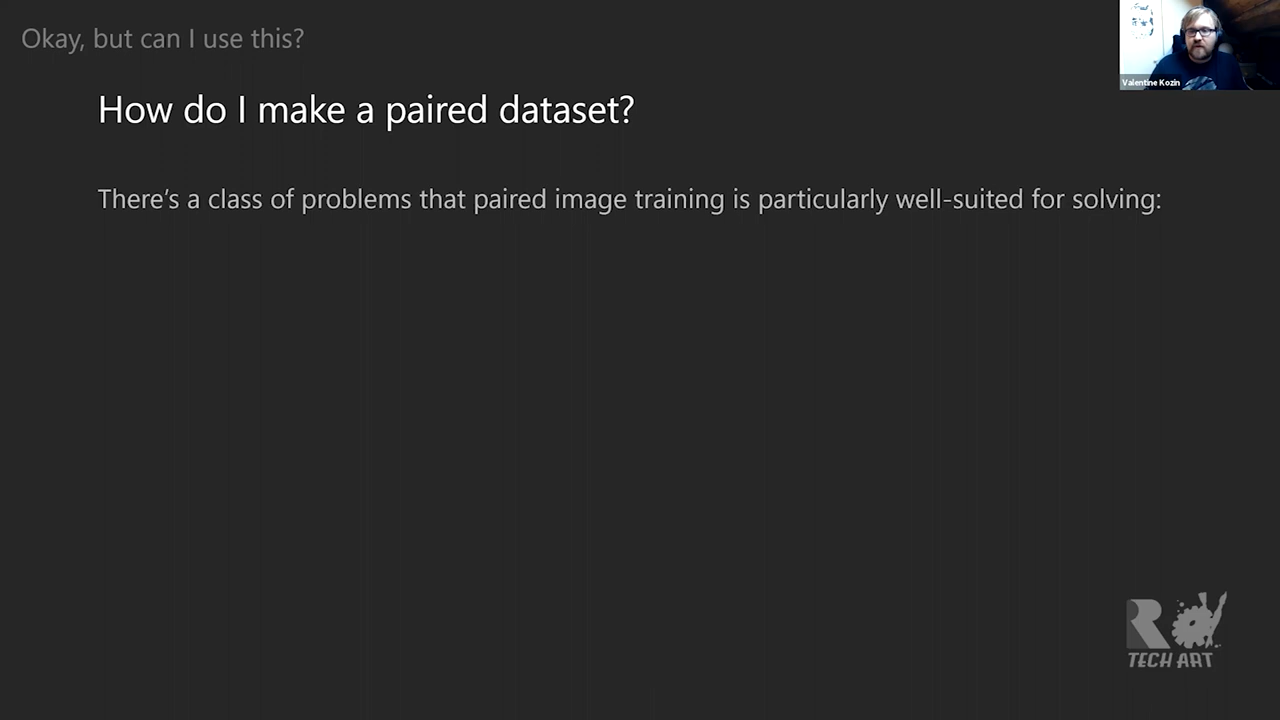 Okay, but can I use this?
Valentine Kozin
How do I make a paired dataset?
There's a class of problems that paired image training is particularly well-suited for solving:
R
TECH ART